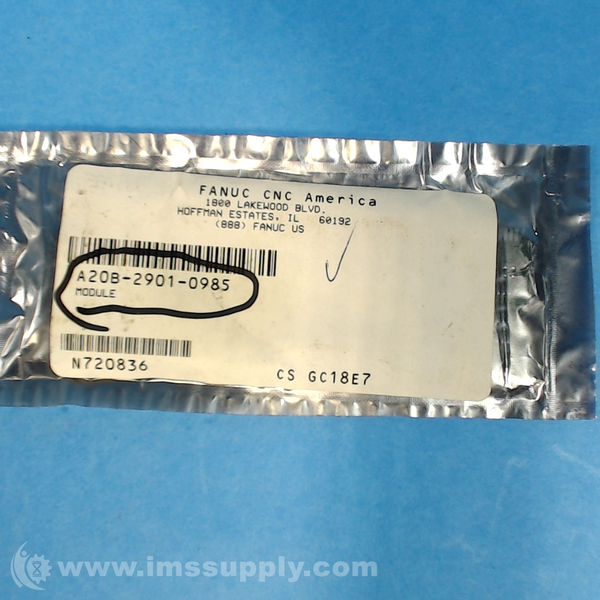 FANUC CNC America
1800 LAKEWOOD BLVD.
HOFFMAN ESTATES, IL 60192
(888) FANUC US
A20B-2901-0985
MODULE
N720836
CS GC18E7
www.imssupply.com